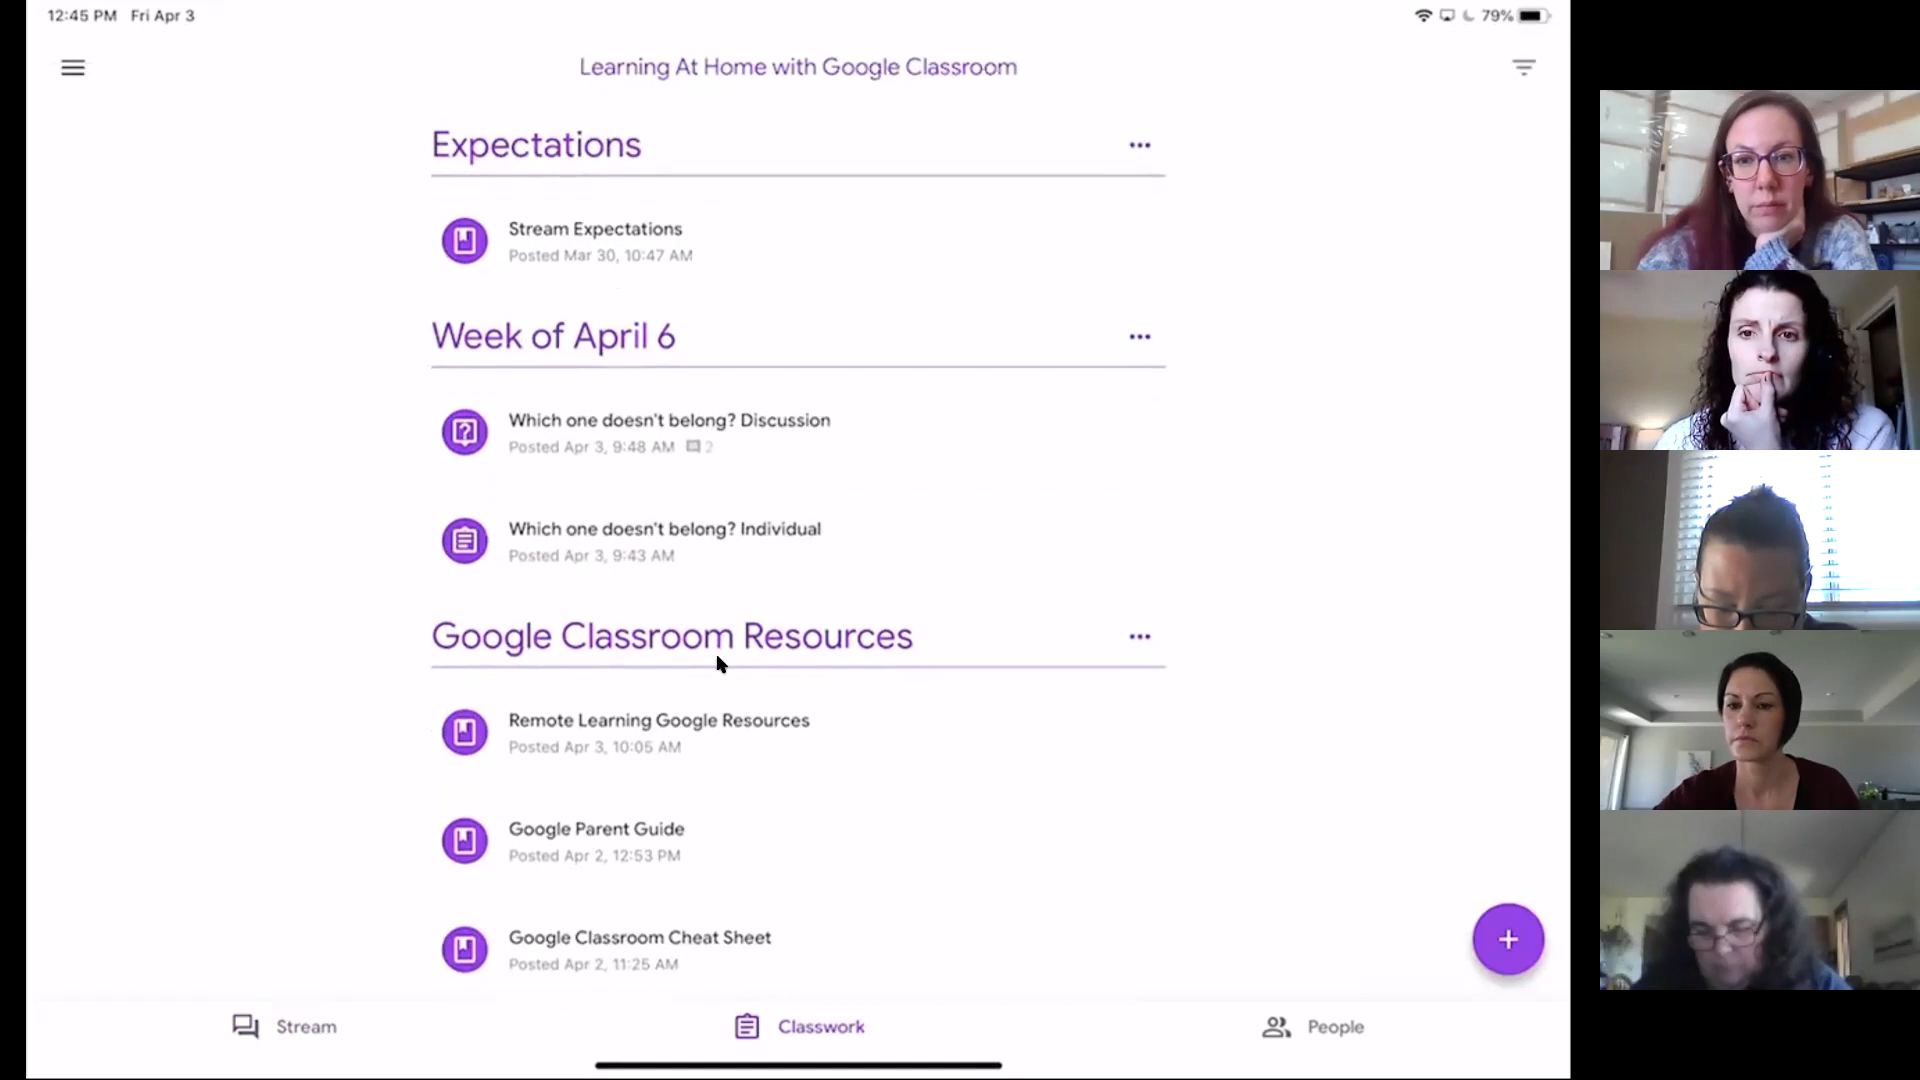 12:45 PM Fri Apr 3
79%
Learning At Home with Google Classroom
Expectations
Stream Expectations
Posted Mar 30, 10:47 AM
Week of April 6
Which one doesn't belong? Discussion
Posted Apr 3, 9:48 AM 2
Which one doesn't belong? Individual
Posted Apr 3, 9:43 AM
Google Classroom Resources
Remote Learning Google Resources
Posted Apr 3, 10:05 AM
Google Parent Guide
Posted Apr 2, 12:53 PM
Google Classroom Cheat Sheet
Posted Apr 2, 11:25 AM
Stream
Classwork
People